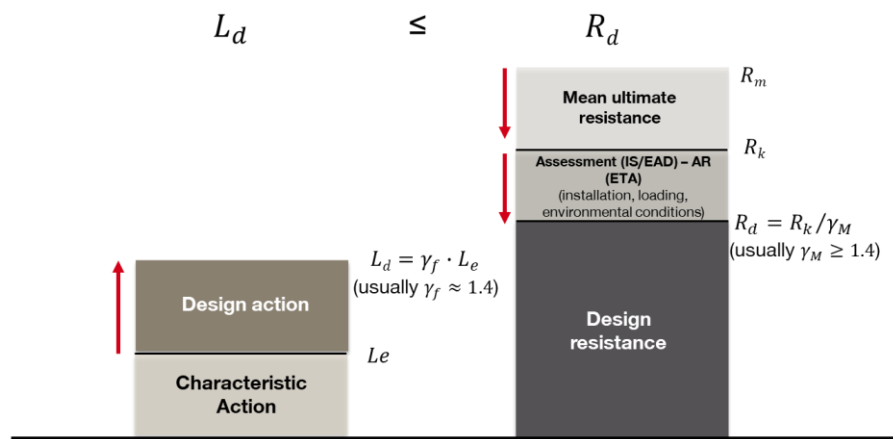 L_d ≤ R_d
R_m
Mean ultimate
resistance
R_k
Assessment (IS/EAD) – AR
(ETA)
(installation, loading,
environmental conditions)
R_d = R_k/γ_M
(usually γ_M ≥ 1.4)
L_d = γ_f · L_e
(usually γ_f ≈ 1.4)
Design action
Design
resistance
Le
Characteristic
Action